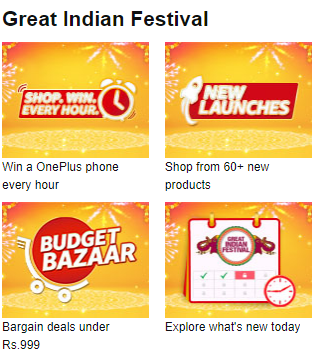 Great Indian Festival
SHOP. WIN.
EVERY HOUR.
NEW
LAUNCHES
Win a OnePlus phone
every hour
Shop from 60+ new
products
BUDGET
BAZAAR
GREAT
INDIAN
FESTIVAL
Bargain deals under
Rs.999
Explore what's new today